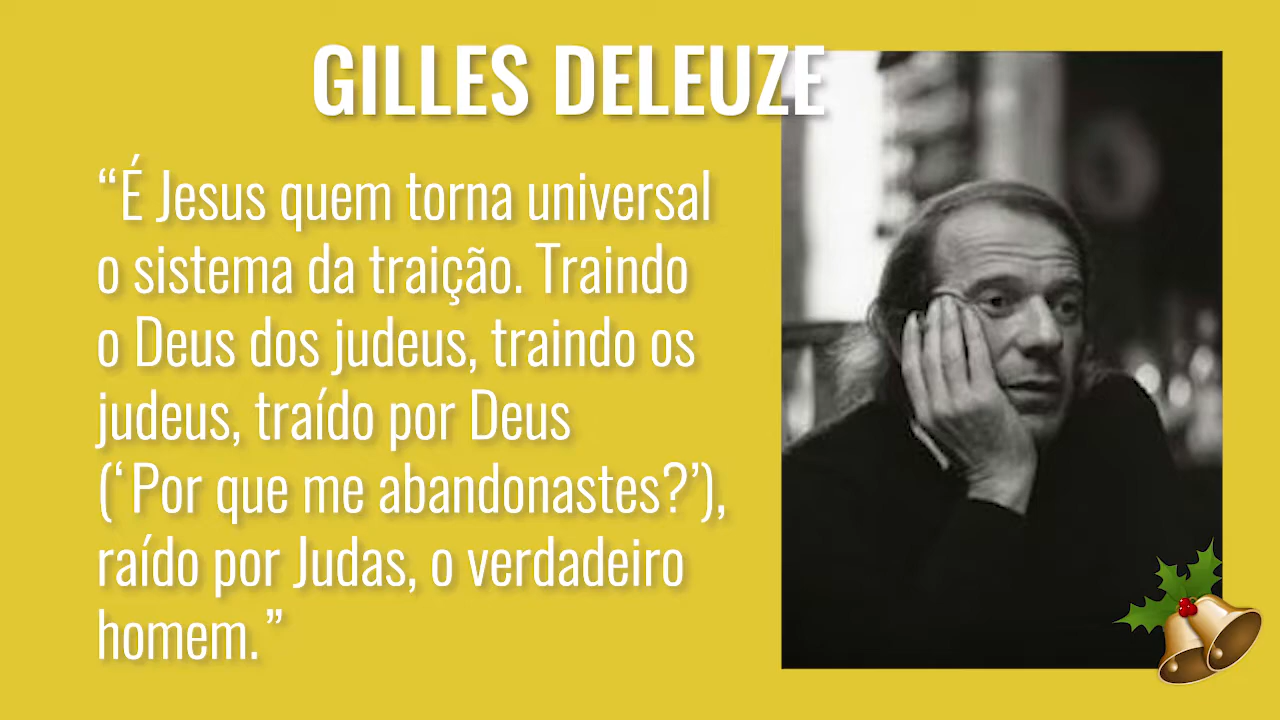 GILLES DELEUZE
“É Jesus quem torna universal
o sistema da traição. Traindo
o Deus dos judeus, traindo os
judeus, traído por Deus
(‘Por que me abandonastes?’),
raído por Judas, o verdadeiro
homem.”